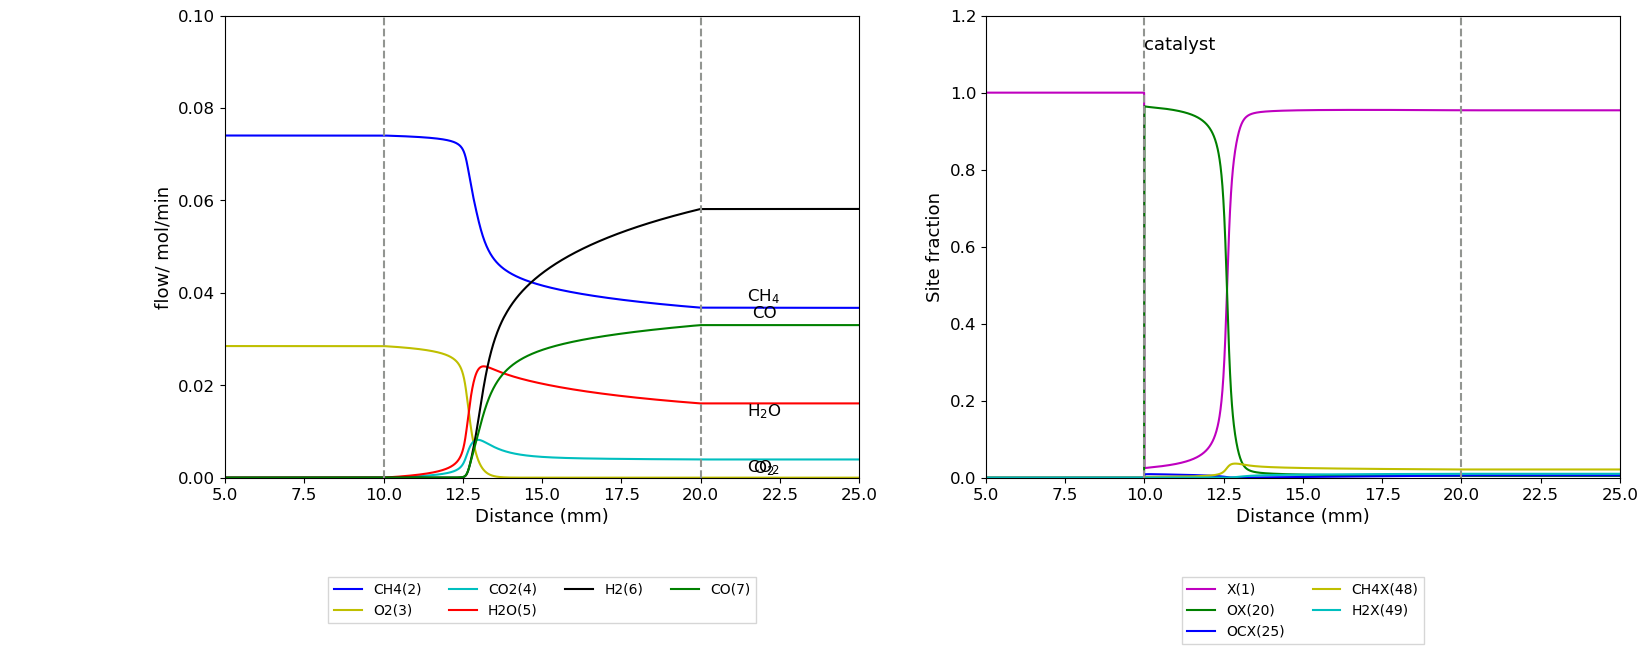 0.10
0.08
0.06
0.04
0.02
0.00
flow/ mol/min
CH₄
CO
H₂O
CO₂
O₂
5.0 7.5 10.0 12.5 15.0 17.5 20.0 22.5 25.0
Distance (mm)
CH4(2) CO2(4) H2(6) CO(7)
O2(3) H2O(5)
1.2
1.0
0.8
0.6
0.4
0.2
0.0
Site fraction
catalyst
5.0 7.5 10.0 12.5 15.0 17.5 20.0 22.5 25.0
Distance (mm)
X(1) CH4X(48)
OX(20) H2X(49)
OCX(25)